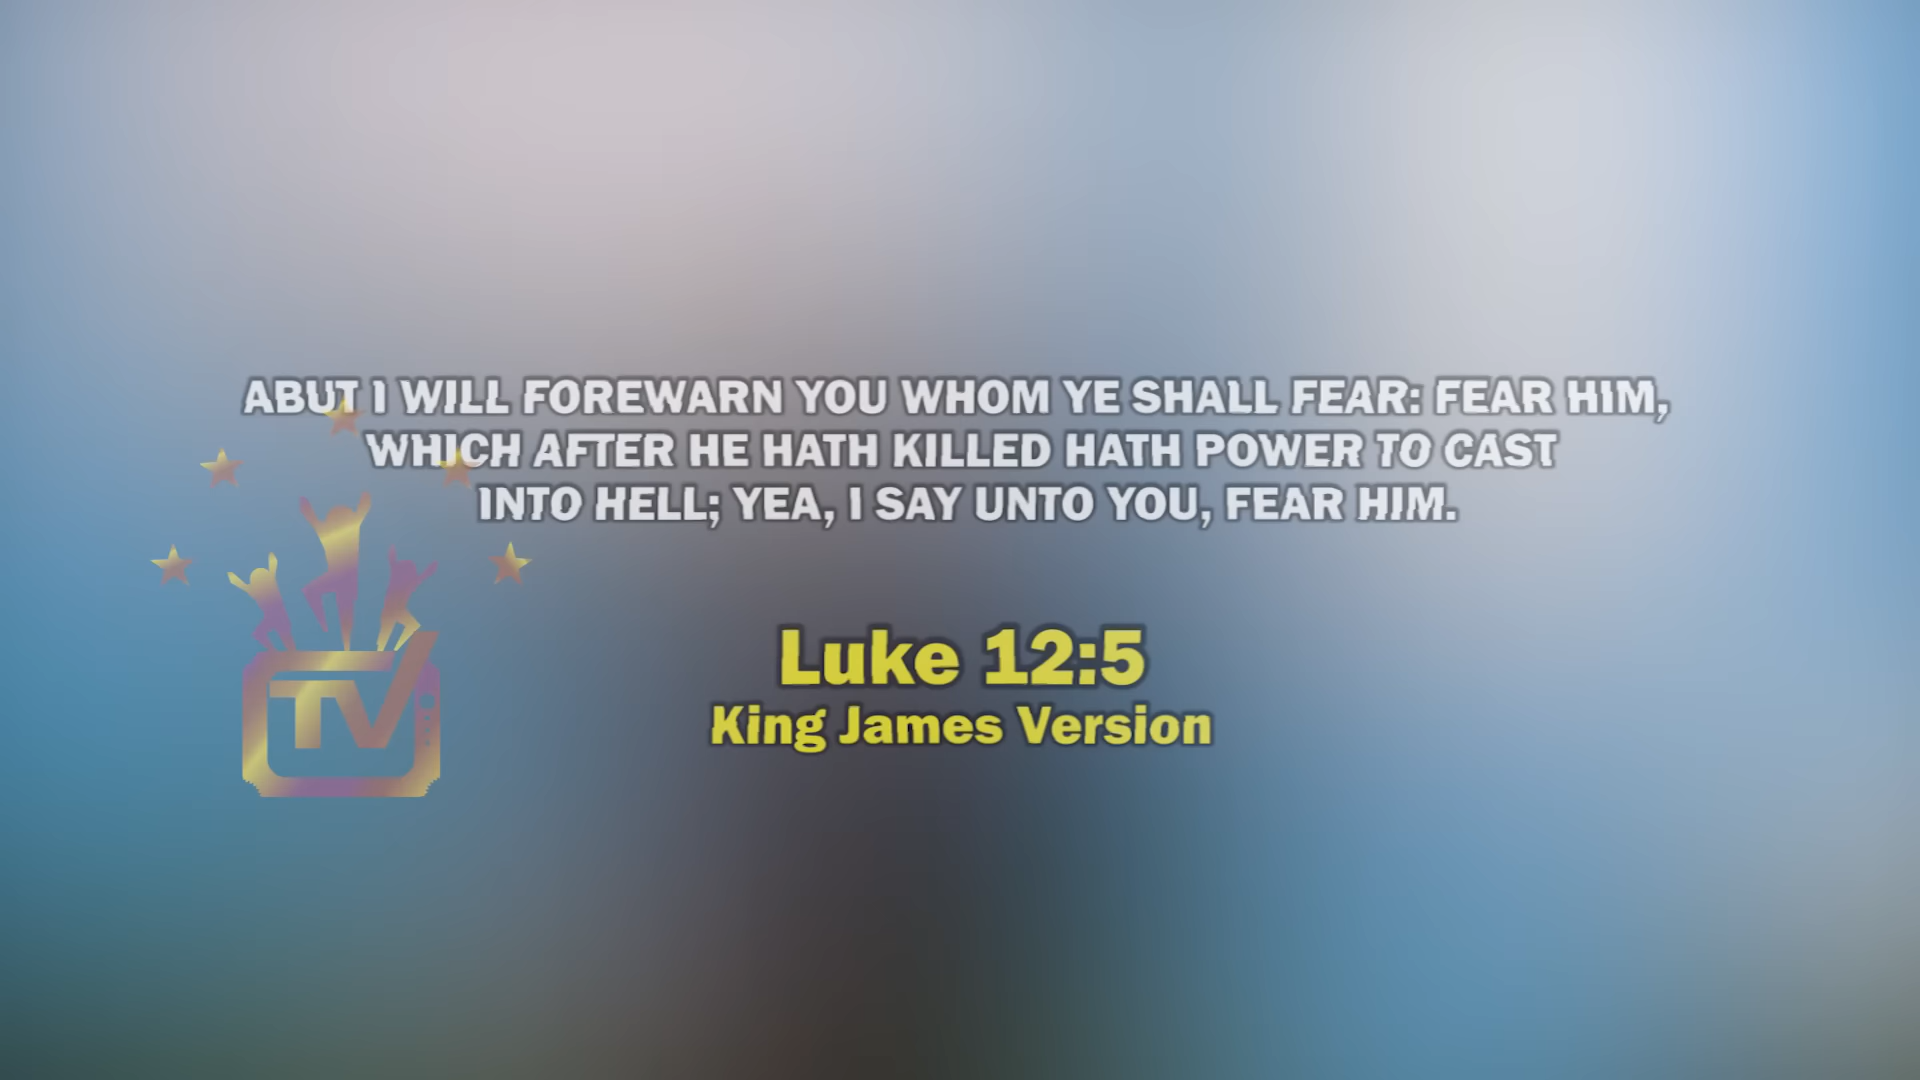 ABUT I WILL FOREWARN YOU WHOM YE SHALL FEAR: FEAR HIM,
WHICH AFTER HE HATH KILLED HATH POWER TO CAST
INTO HELL; YEA, I SAY UNTO YOU, FEAR HIM.
TV
Luke 12:5
King James Version